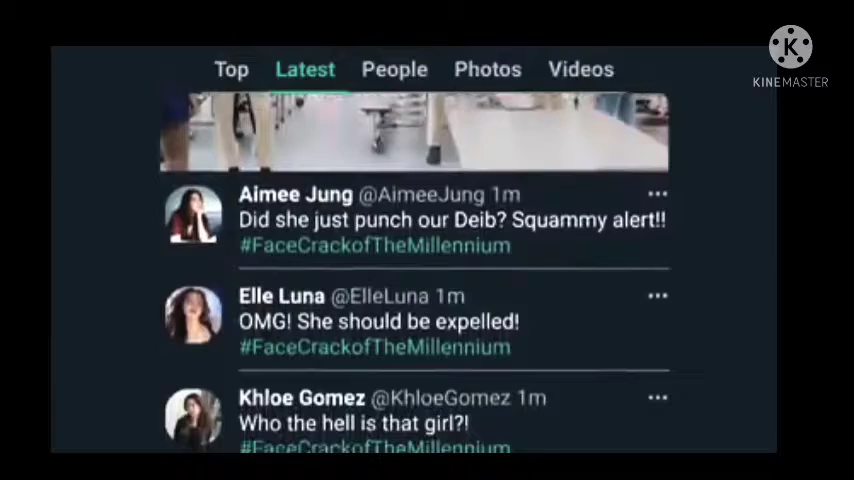 Top Latest People Photos Videos
K
KINEMASTER
Aimee Jung @AimeeJung 1m
Did she just punch our Deib? Squammy alert!!
#FaceCrackofTheMillennium
Elle Luna @ElleLuna 1m
OMG! She should be expelled!
#FaceCrackofTheMillennium
Khloe Gomez @KhloeGomez 1m
Who the hell is that girl?!
#FaceCrackofTheMillennium